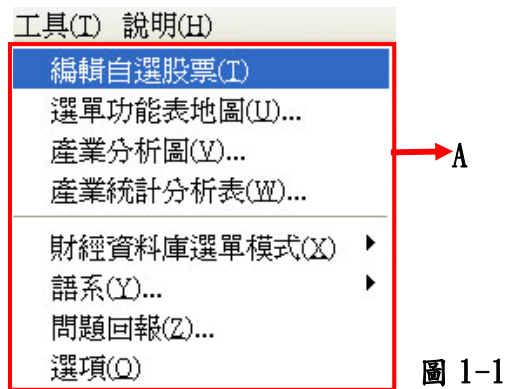 工具(T) 說明(H)
編輯自選股票(T)
選單功能表地圖(U)...
產業分析圖(V)...
A
產業統計分析表(W)...
財經資料庫選單模式(X)
語系(Y)...
問題回報(Z)...
選項(O)
圖 1-1